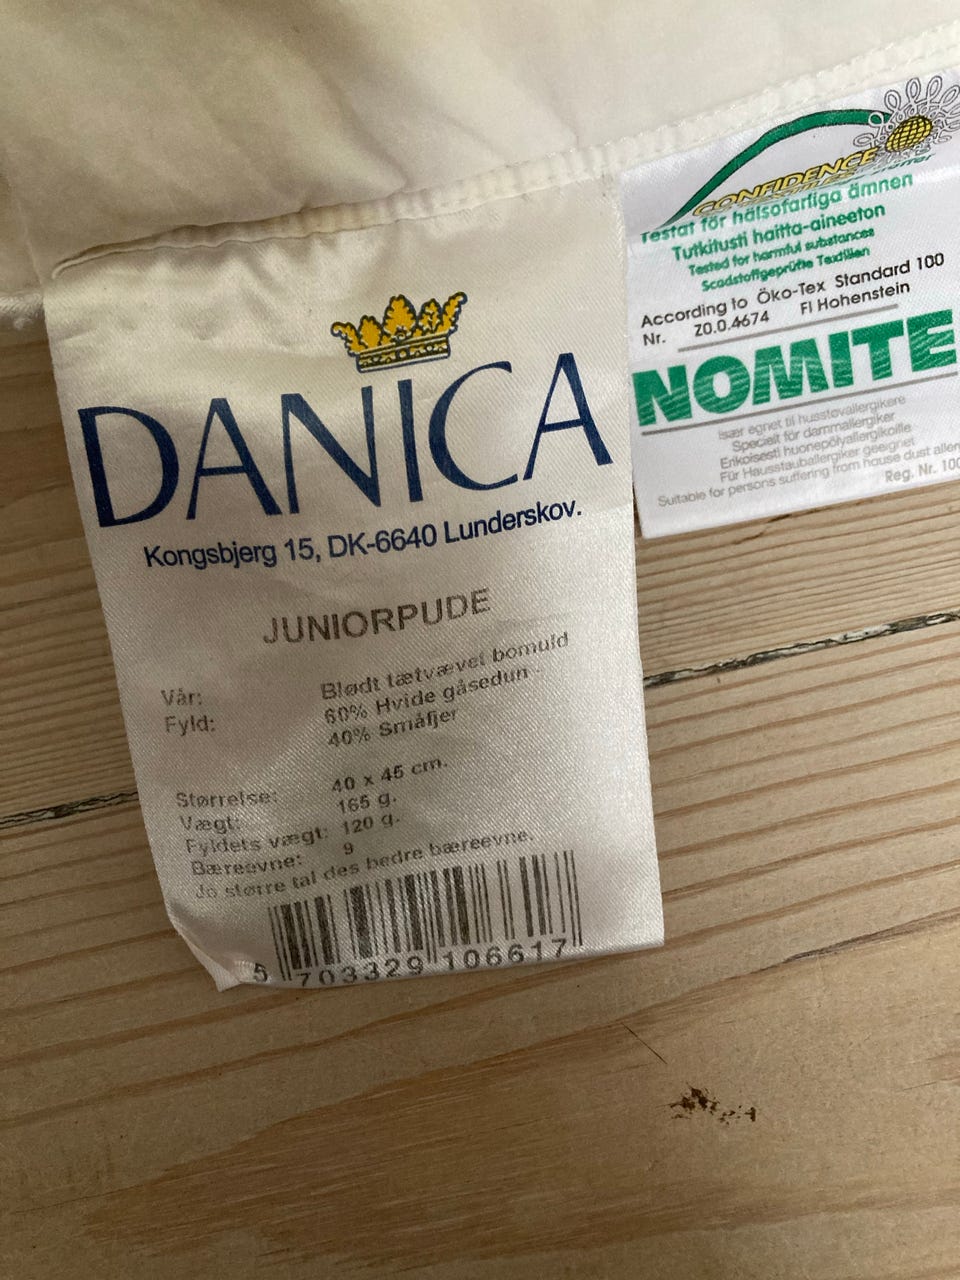 DANICA
Kongsbjerg 15, DK-6640 Lunderskov.
JUNIORPUDE
Vår: Blødt tætvævet bomuld
Fyld: 60% Hvide gåsedun
40% Småfjer
Størrelse: 40 x 45 cm.
Vægt: 165 g.
Fyldets vægt: 120 g.
Bæreevne: 9
Jo større tal des bedre bæreevne.
5 703329 106617
CONFIDENCE
Testat för hälsofarliga ämnen
Tutkitusti haitta-aineeton
Tested for harmful substances
Schadstoffgeprüfte Textilien
According to Öko-Tex Standard 100
Nr. Z0.0.4674 FI Hohenstein
NOMITE
Især egnet til husstøvallergikere
Speciellt för dammallergiker
Erikoisesti huonepölyallergikoille
Für Hausstauballergiker geeignet
Suitable for persons suffering from house dust
Reg. Nr.